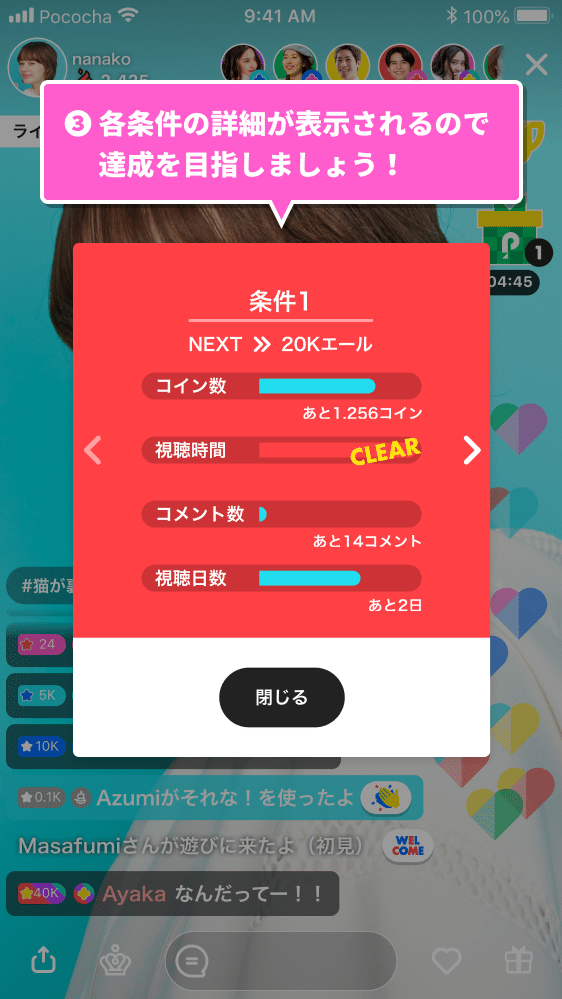 Pococha
9:41 AM
100%
nanako
❸ 各条件の詳細が表示されるので
達成を目指しましょう！
ライ
1
04:45
条件1
NEXT 20Kエール
コイン数
あと1.256コイン
視聴時間
CLEAR
コメント数
あと14コメント
視聴日数
あと2日
#猫が
24
5K
10K
閉じる
0.1K Azumiがそれな！を使ったよ
Masafumiさんが遊びに来たよ（初見） WEL
COME
40K Ayaka なんだってー！！